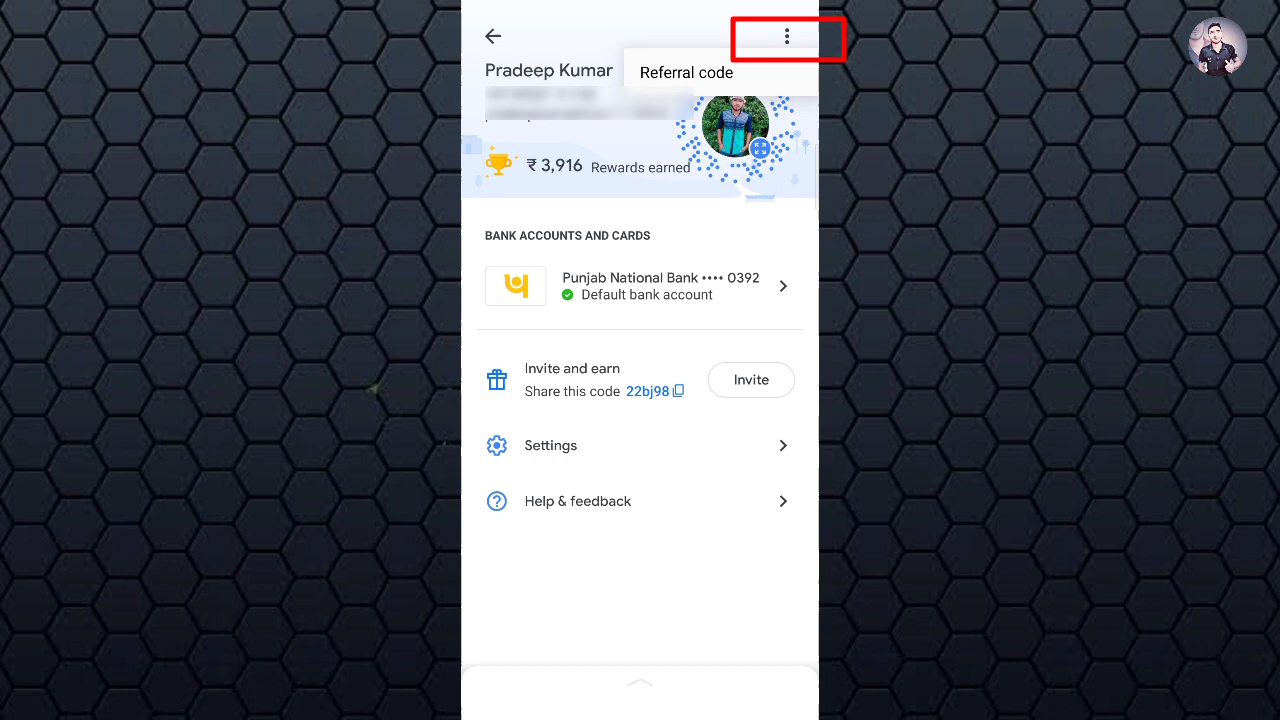 Referral code
Pradeep Kumar
₹ 3,916 Rewards earned
BANK ACCOUNTS AND CARDS
Punjab National Bank •••• 0392
Default bank account
Invite and earn
Share this code 22bj98
Invite
Settings
Help & feedback